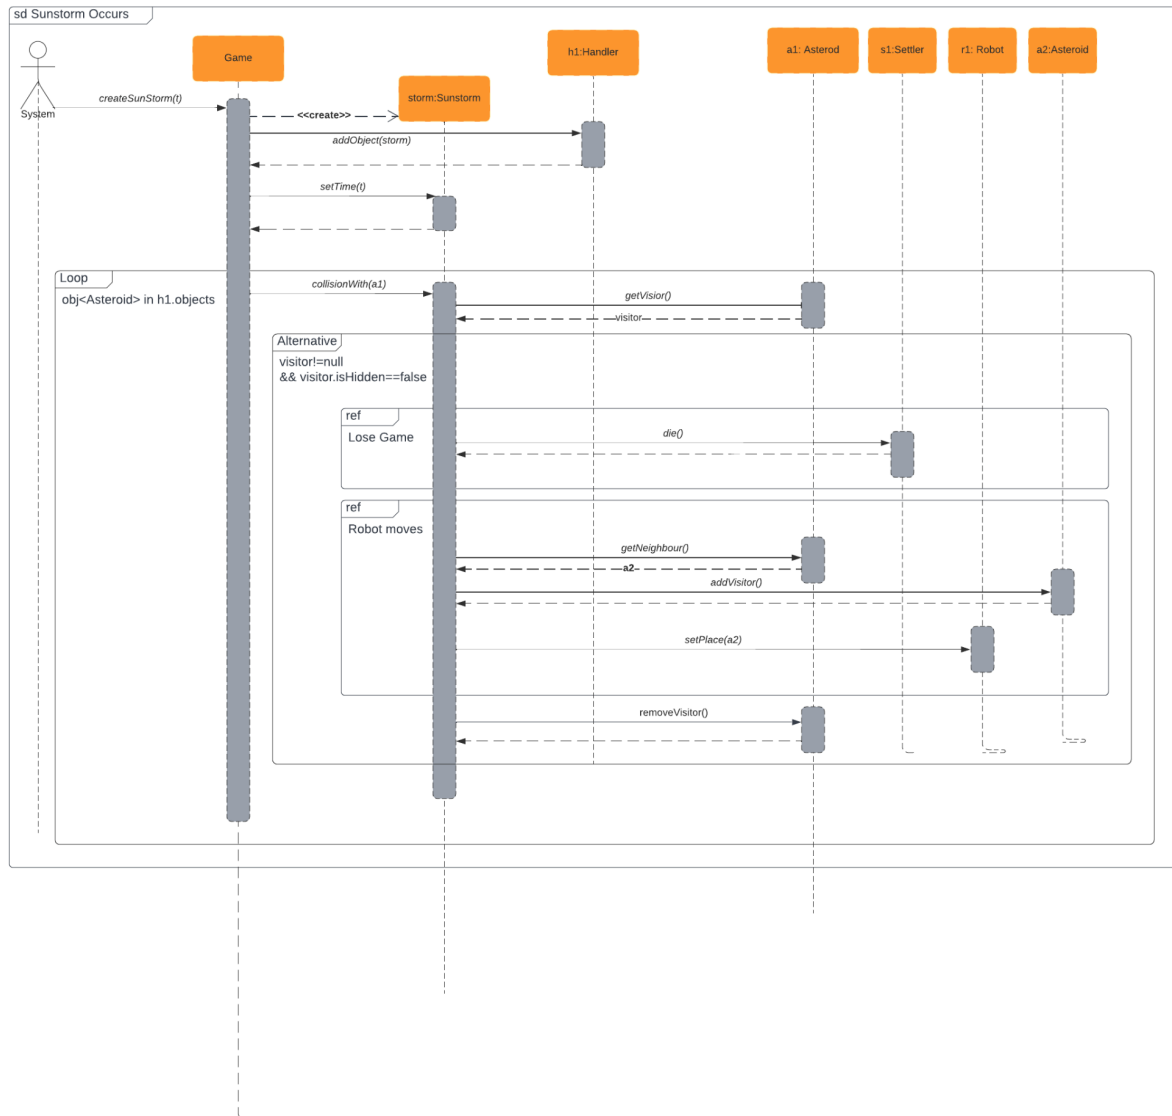 sd Sunstorm Occurs
System
Game
storm:Sunstorm
h1:Handler
a1: Asterod
s1:Settler
r1: Robot
a2:Asteroid
createSunStorm(t)
<<create>>
addObject(storm)
setTime(t)
Loop
obj<Asteroid> in h1.objects
collisionWith(a1)
getVisior()
visitor
Alternative
visitor!=null
&& visitor.isHidden==false
ref
Lose Game
die()
ref
Robot moves
getNeighbour()
a2
addVisitor()
setPlace(a2)
removeVisitor()